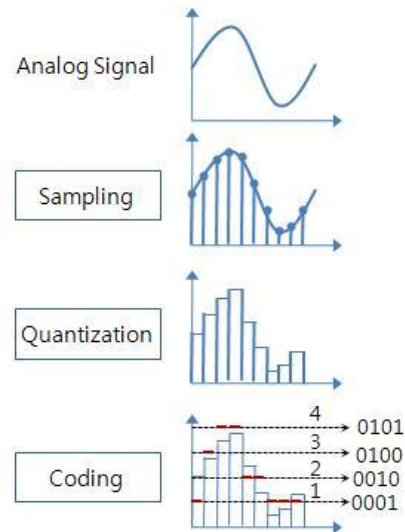 Analog Signal
Sampling
Quantization
Coding
4
0101
3
0100
2
0010
1
0001